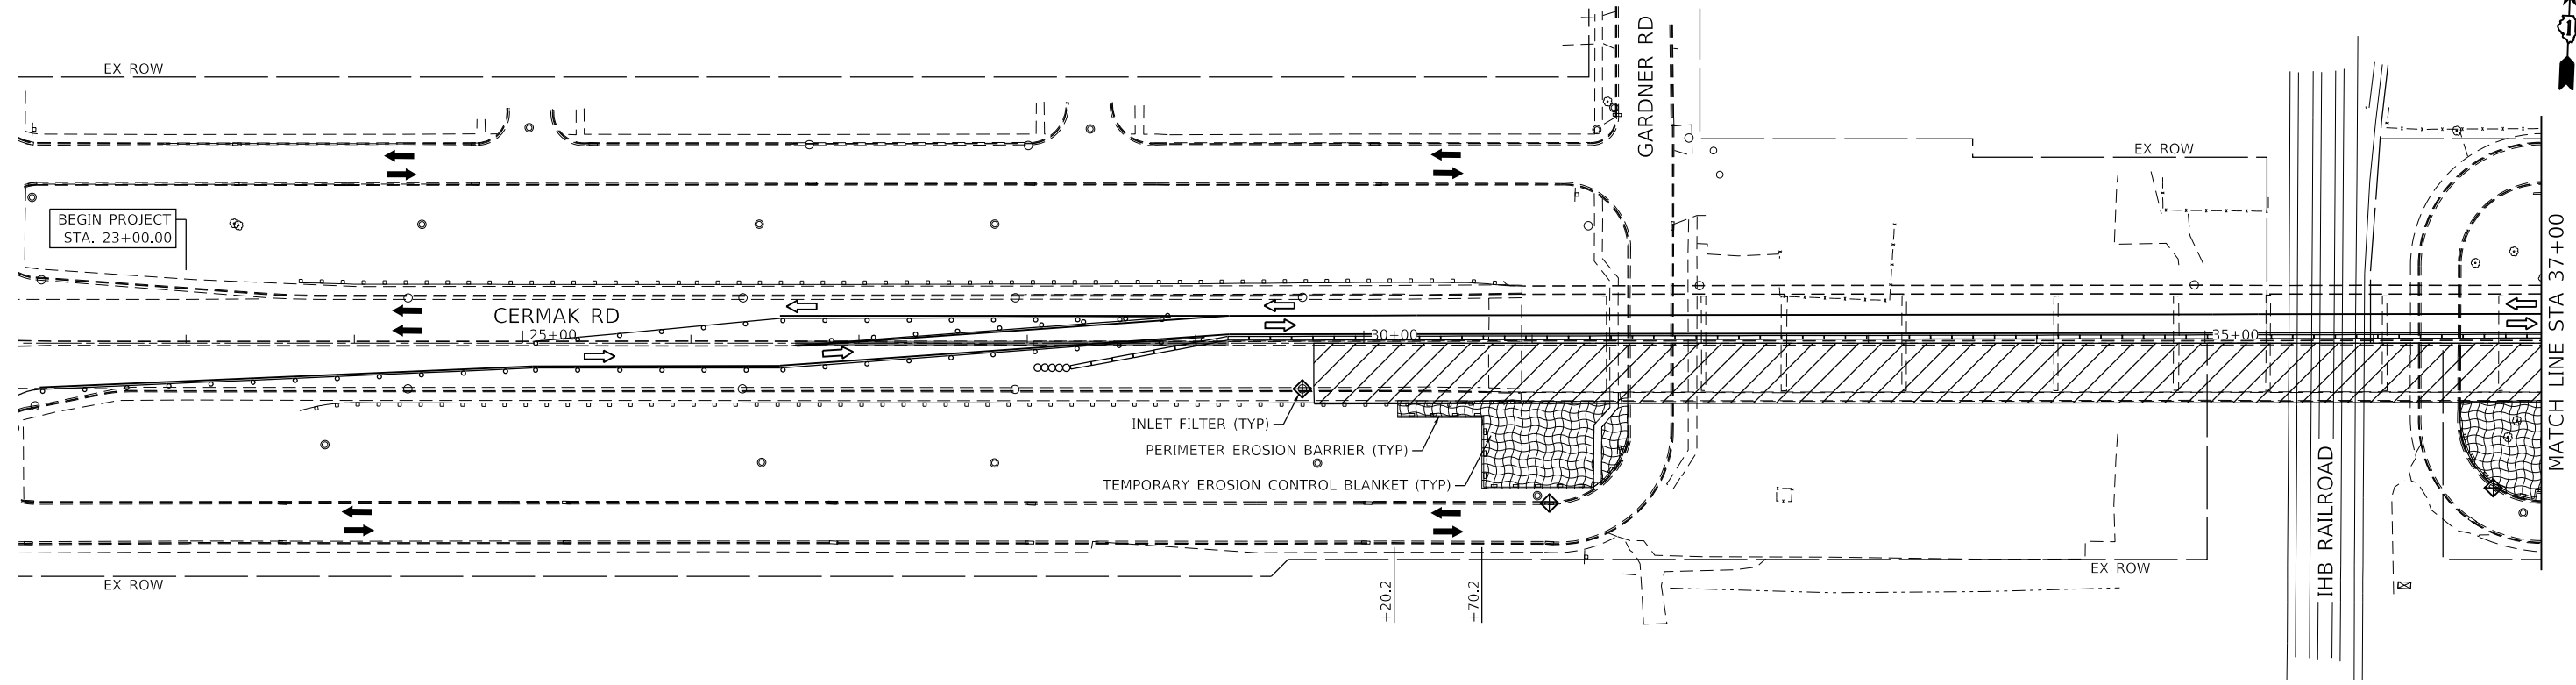 EX ROW
GARDNER RD
EX ROW
BEGIN PROJECT
STA. 23+00.00
CERMAK RD
25+00
30+00
35+00
MATCH LINE STA 37+00
INLET FILTER (TYP)
PERIMETER EROSION BARRIER (TYP)
TEMPORARY EROSION CONTROL BLANKET (TYP)
IHB RAILROAD
EX ROW
EX ROW
+20.2
+70.2